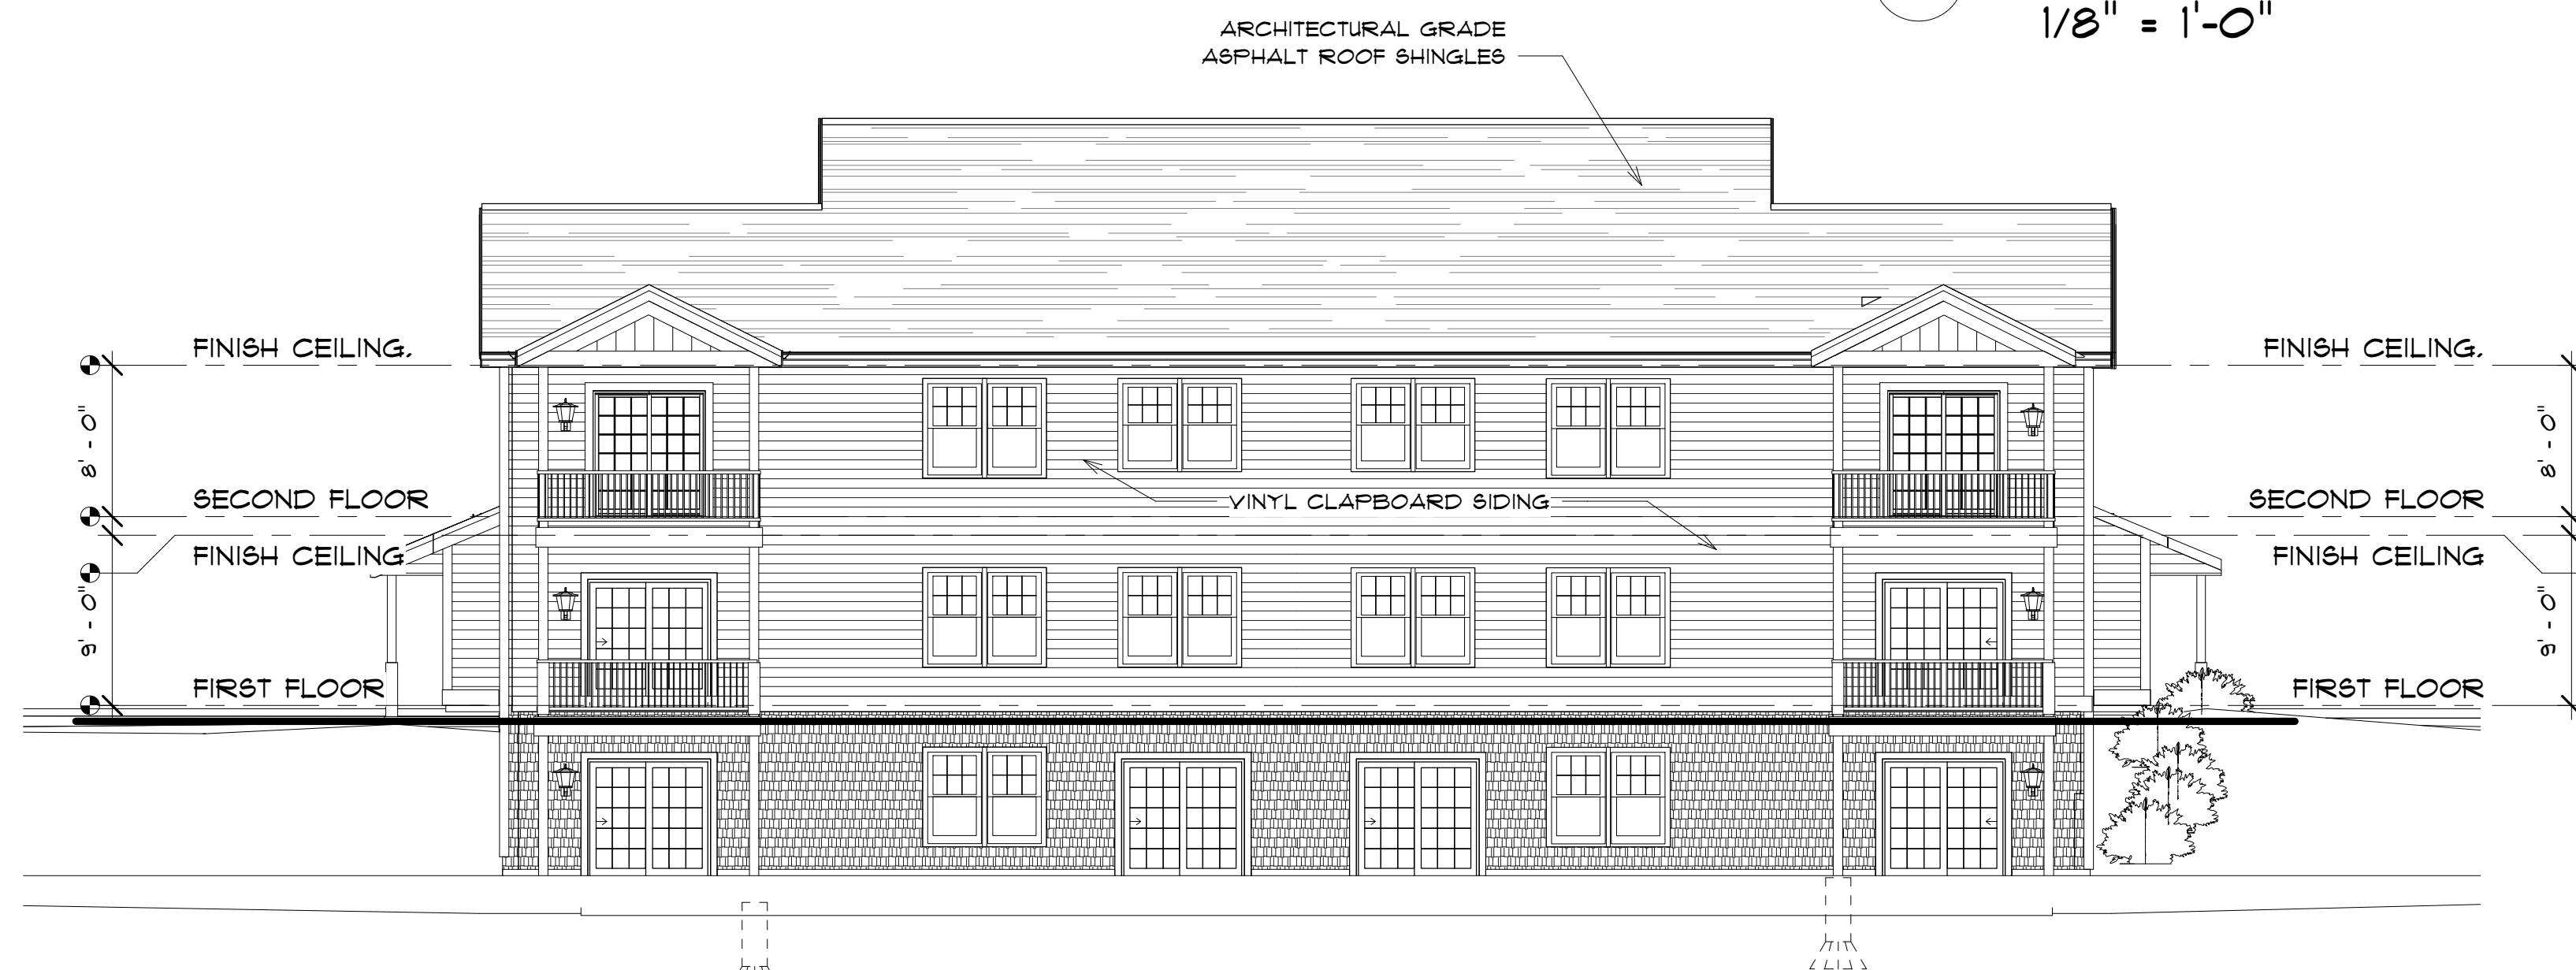 1/8" = 1'-0"
ARCHITECTURAL GRADE
ASPHALT ROOF SHINGLES
FINISH CEILING.
FINISH CEILING.
8' - 0"
8' - 0"
SECOND FLOOR
VINYL CLAPBOARD SIDING
SECOND FLOOR
FINISH CEILING
FINISH CEILING
9'-0"
9'-0"
FIRST FLOOR
FIRST FLOOR